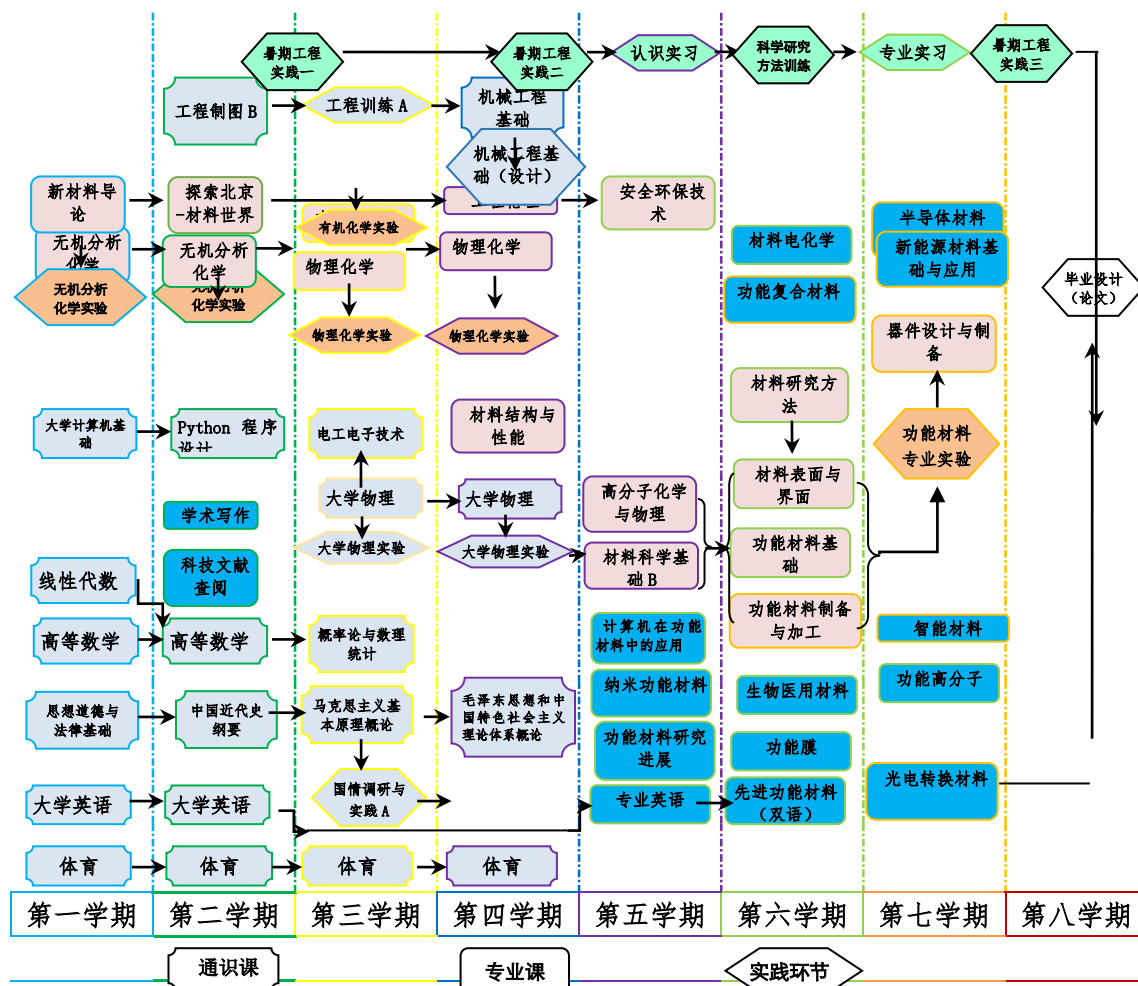 暑期工程
实践一
暑期工程
实践二
认识实习
科学研究
方法训练
专业实习
暑期工程
实践三
工程制图 B
工程训练 A
机械工程
基础
机械工程基
础（设计）
新材料导
论
探索北京
-材料世界
有机化学实验
安全环保技
术
半导体材料
新能源材料基
础与应用
材料电化学
无机分析
化学
无机分析
化学
物理化学
物理化学
无机分析
化学实验
无机分析
化学实验
功能复合材料
毕业设计
（论文）
物理化学实验
物理化学实验
器件设计与制
备
材料研究方
法
大学计算机基
础
Python 程序
设计
电工电子技术
材料结构与
性能
功能材料
专业实验
材料表面与
界面
大学物理
大学物理
高分子化学
与物理
学术写作
大学物理实验
大学物理实验
材料科学基
础 B
功能材料基
础
科技文献
查阅
线性代数
功能材料制备
与加工
计算机在功能
材料中的应用
智能材料
高等数学
高等数学
概率论与数理
统计
纳米功能材料
生物医用材料
功能高分子
思想道德与
法律基础
中国近代史
纲要
马克思主义基
本原理概论
毛泽东思想和中
国特色社会主义
理论体系概论
功能材料研究
进展
功能膜
国情调研与
实践 A
大学英语
大学英语
专业英语
先进功能材料
（双语）
光电转换材料
体育
体育
体育
体育
第一学期
第二学期
第三学期
第四学期
第五学期
第六学期
第七学期
第八学期
通识课
专业课
实践环节